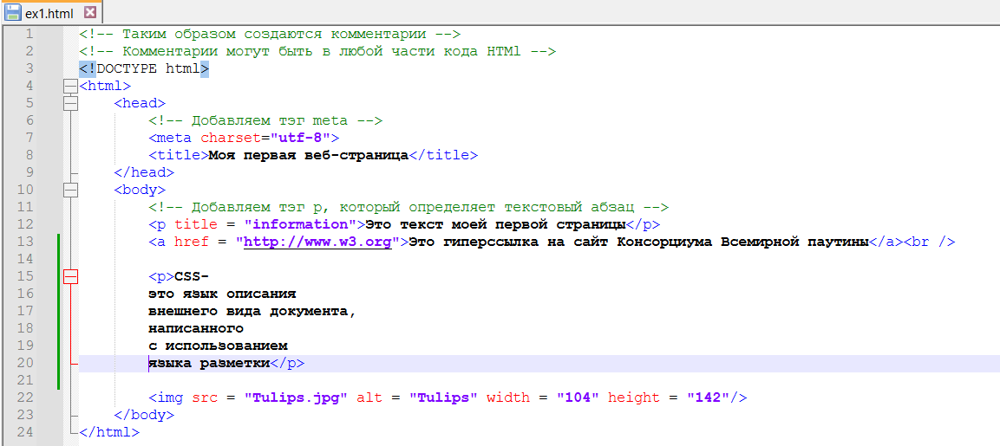 ex1.html
1 <!-- Таким образом создаются комментарии -->
2 <!-- Комментарии могут быть в любой части кода HTMl -->
3 <!DOCTYPE html>
4 <html>
5 <head>
6 <!-- Добавляем тэг meta -->
7 <meta charset="utf-8">
8 <title>Моя первая веб-страница</title>
9 </head>
10 <body>
11 <!-- Добавляем тэг p, который определяет текстовый абзац -->
12 <p title = "information">Это текст моей первой страницы</p>
13 <a href = "http://www.w3.org">Это гиперссылка на сайт Консорциума Всемирной паутины</a><br />
14
15 <p>CSS-
16 это язык описания
17 внешнего вида документа,
18 написанного
19 с использованием
20 языка разметки</p>
21
22 <img src = "Tulips.jpg" alt = "Tulips" width = "104" height = "142"/>
23 </body>
24 </html>